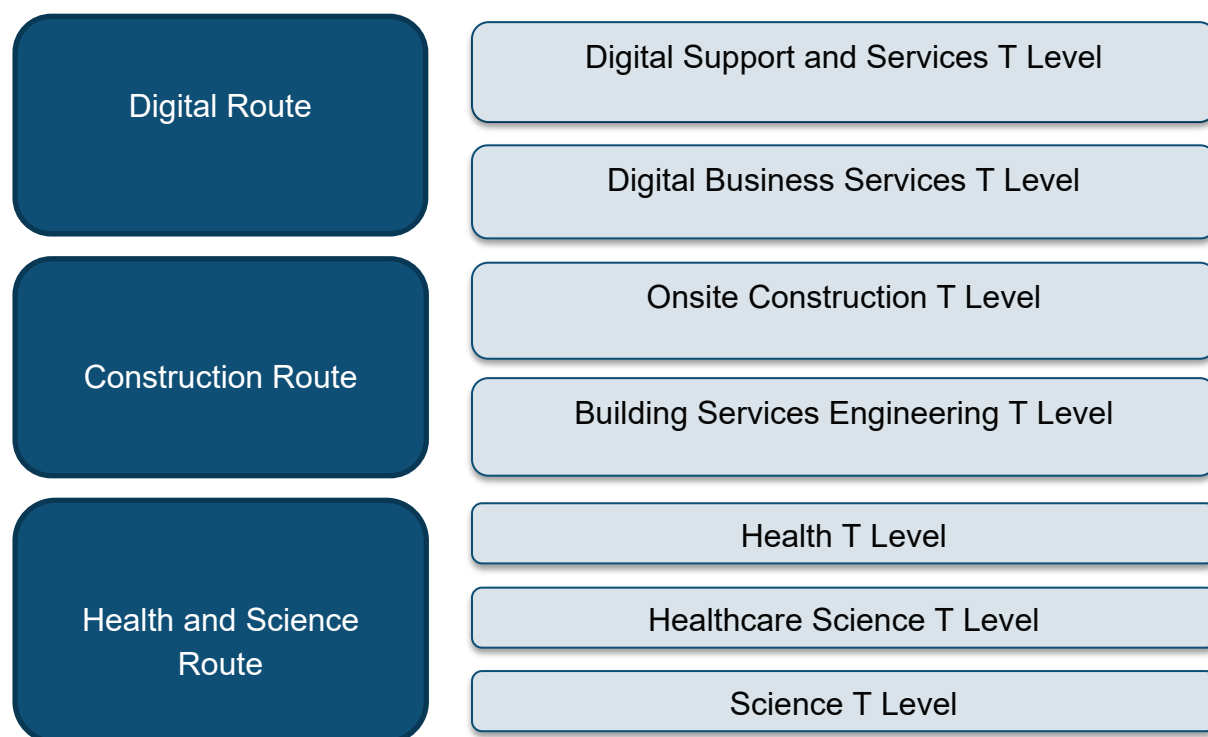 Digital Route
Digital Support and Services T Level
Digital Business Services T Level
Construction Route
Onsite Construction T Level
Building Services Engineering T Level
Health and Science
Route
Health T Level
Healthcare Science T Level
Science T Level